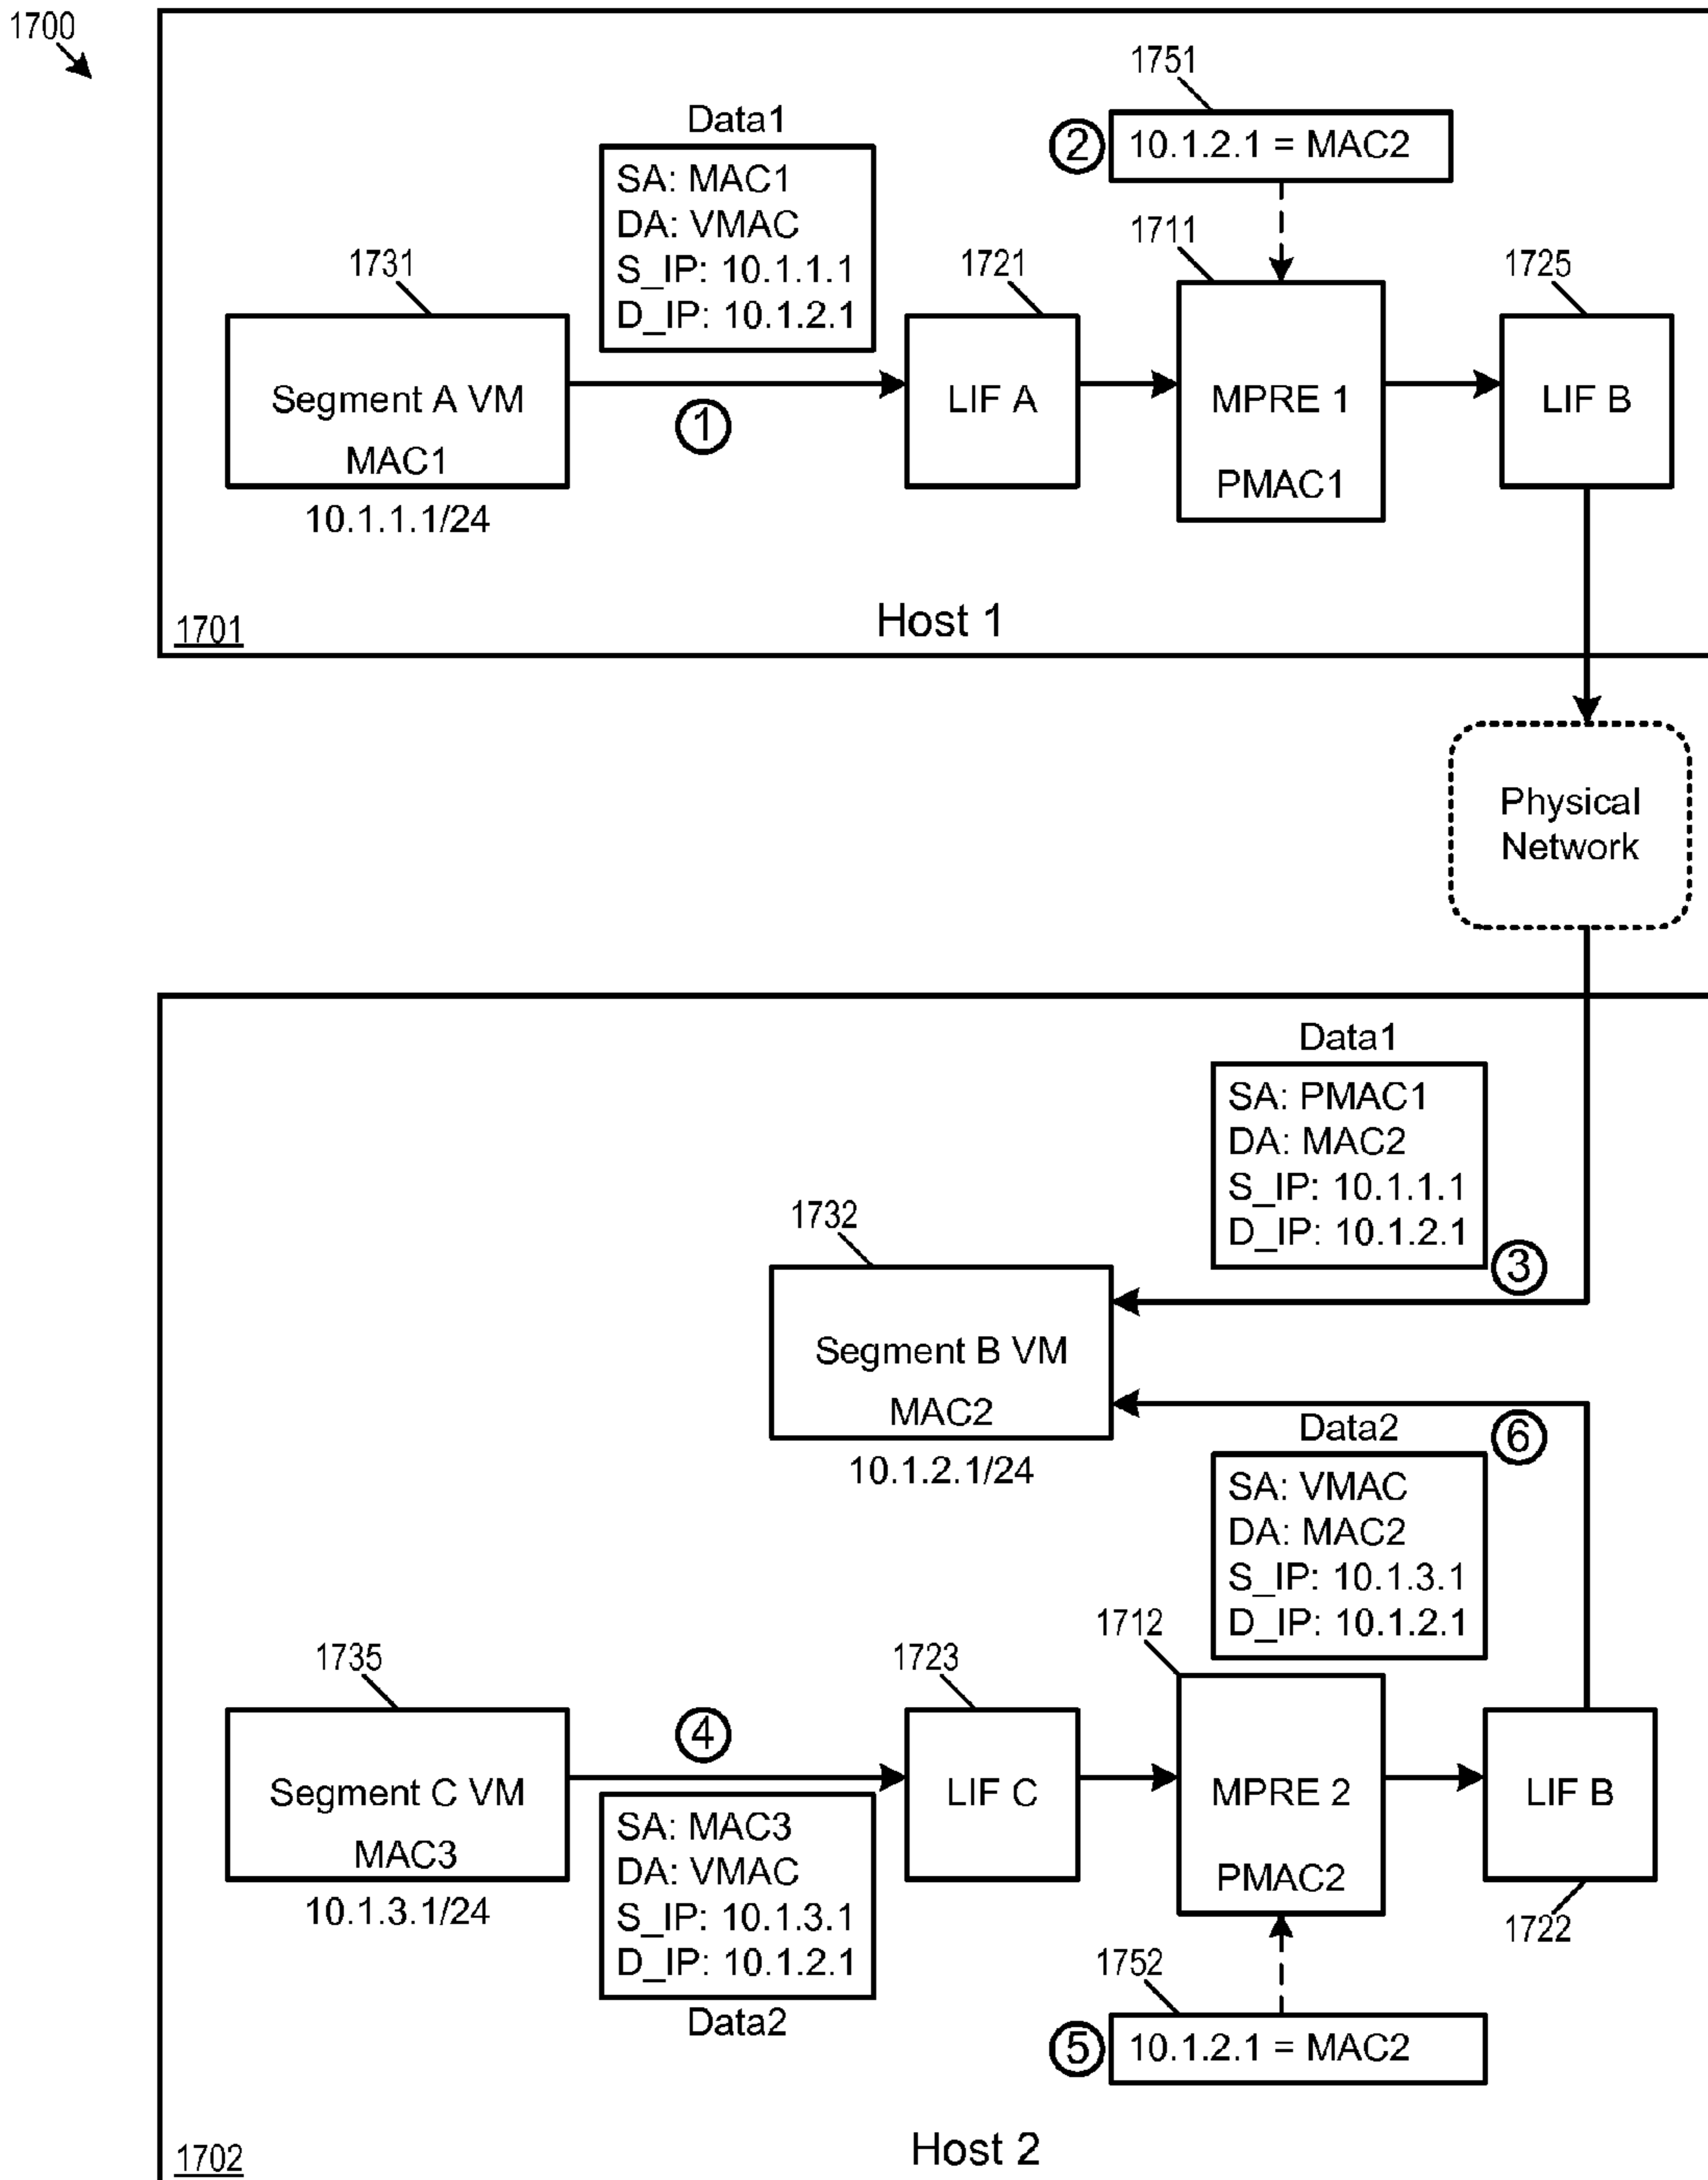 1700
1751
Data1
② 10.1.2.1 = MAC2
SA: MAC1
DA: VMAC
S_IP: 10.1.1.1
D_IP: 10.1.2.1
1731
1721
1711
1725
Segment A VM
MAC1
10.1.1.1/24
①
LIF A
MPRE 1
PMAC1
LIF B
1701
Host 1
Physical
Network
Data1
SA: PMAC1
DA: MAC2
S_IP: 10.1.1.1
D_IP: 10.1.2.1
③
1732
Segment B VM
MAC2
10.1.2.1/24
⑥
Data2
SA: VMAC
DA: MAC2
S_IP: 10.1.3.1
D_IP: 10.1.2.1
1735
④
1723
1712
Segment C VM
MAC3
10.1.3.1/24
SA: MAC3
DA: VMAC
S_IP: 10.1.3.1
D_IP: 10.1.2.1
Data2
LIF C
MPRE 2
PMAC2
LIF B
1722
1752
⑤ 10.1.2.1 = MAC2
1702
Host 2